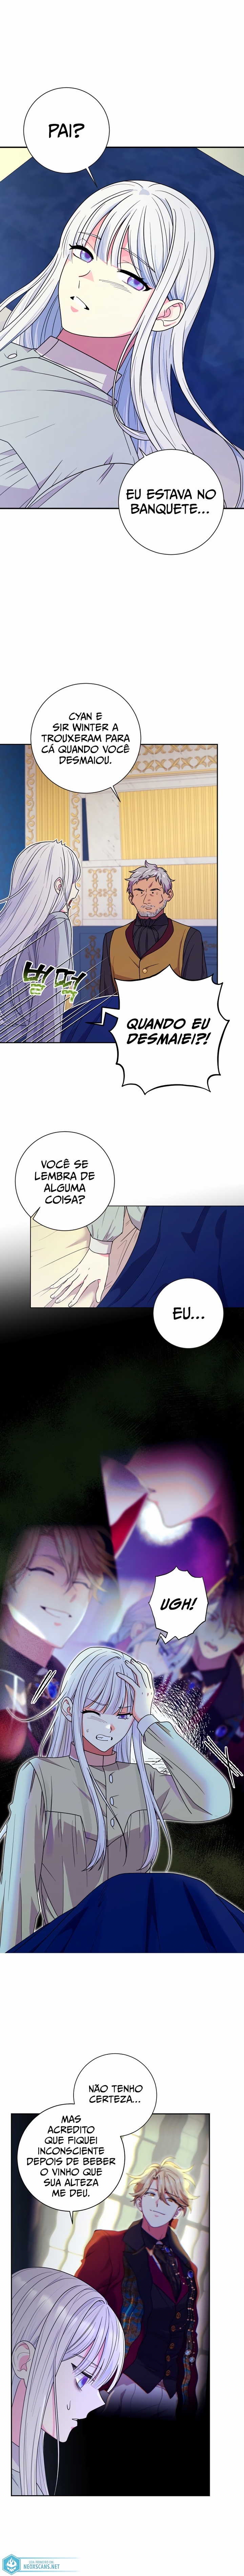 PAI?
EU ESTAVA NO
BANQUETE...
CYAN E
SIR WINTER A
TROUXERAM PARA
CÁ QUANDO VOCÊ
DESMAIOU.
벌떡
QUANDO EU
DESMAIEI?!
VOCÊ SE
LEMBRA DE
ALGUMA
COISA?
EU...
UGH!
NÃO TENHO
CERTEZA...
MAS
ACREDITO
QUE FIQUEI
INCONSCIENTE
DEPOIS DE BEBER
O VINHO QUE
SUA ALTEZA
ME DEU.
NEOXSCANS.NET